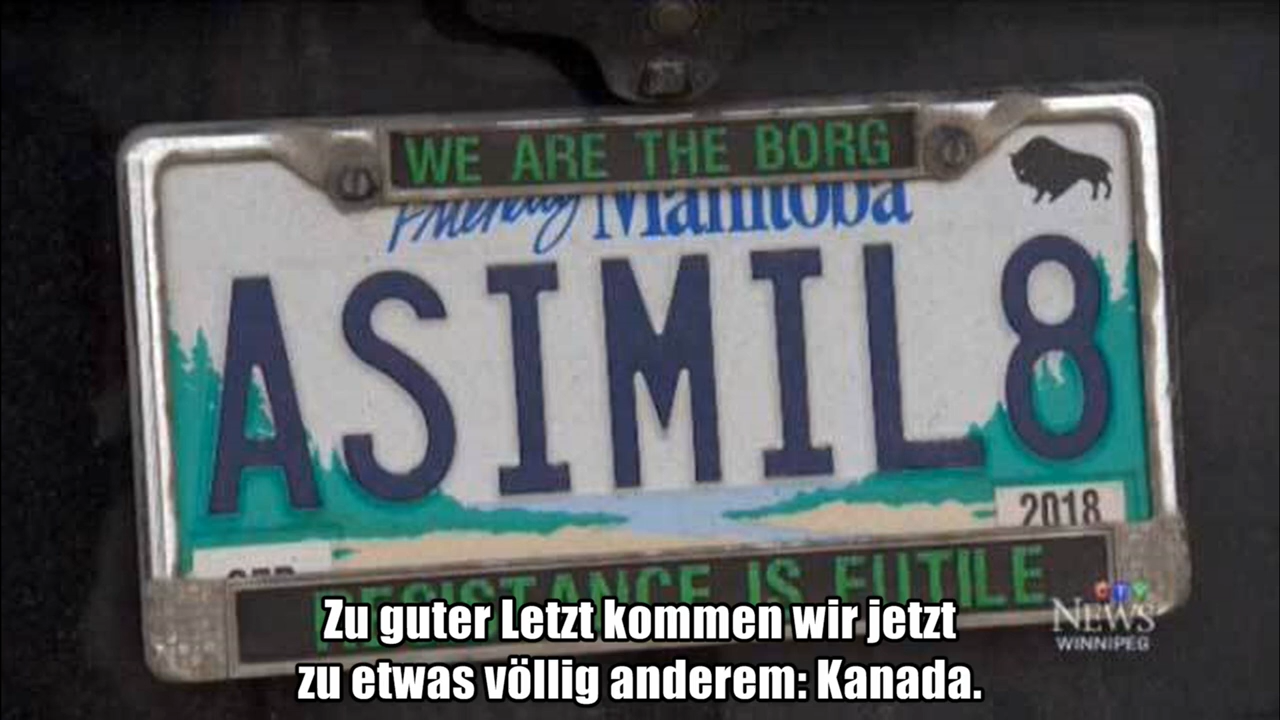 WE ARE THE BORG
Friendly Manitoba
ASIMIL8
2018
RESISTANCE IS FUTILE
CTV
NEWS
WINNIPEG
Zu guter Letzt kommen wir jetzt
zu etwas völlig anderem: Kanada.